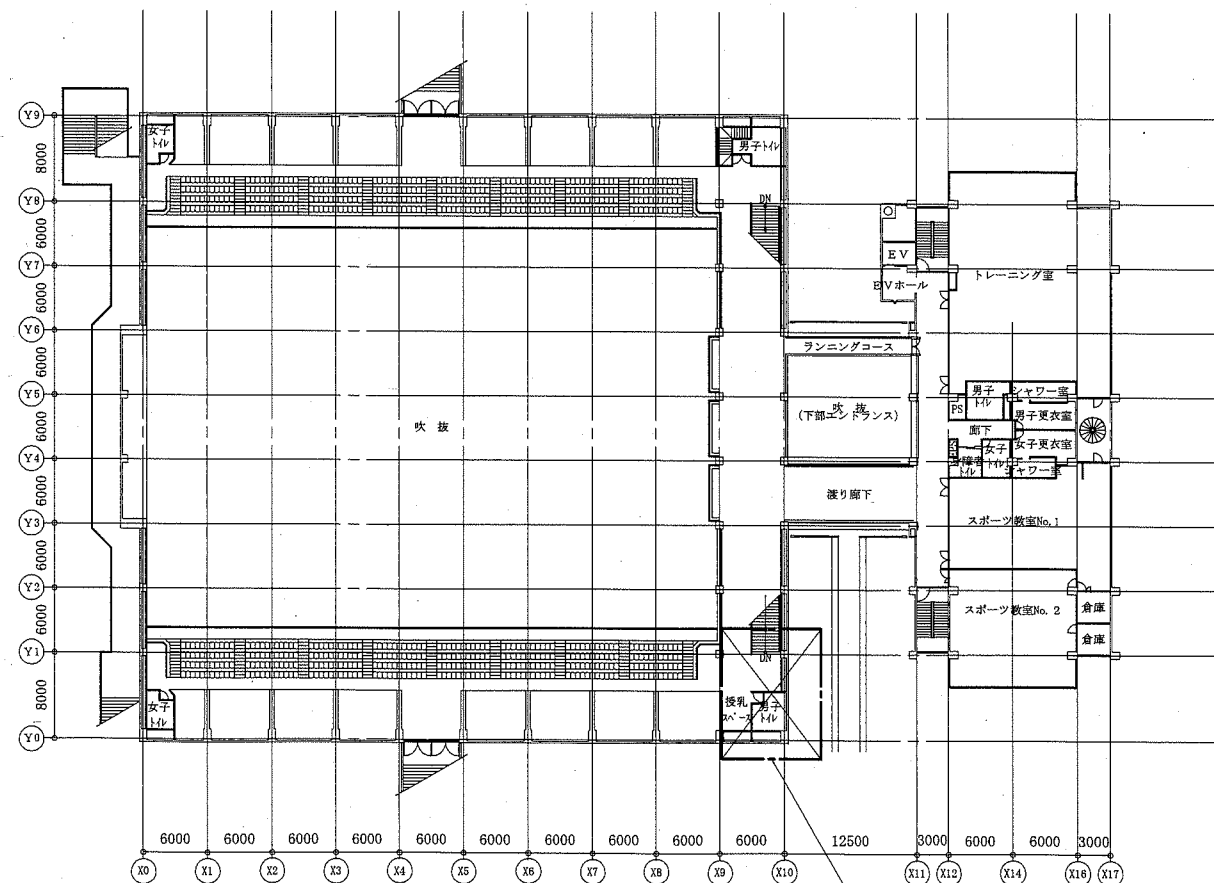 Y9
8000
Y8
6000
Y7
6000
Y6
6000
Y5
6000
Y4
6000
Y3
6000
Y2
6000
Y1
8000
Y0
女子
トイレ
男子トイレ
DN
EV
EVホール
トレーニング室
ランニングコース
吹 抜
吹 抜
(下部エントランス)
PS
男子
トイレ
シャワー室
男子更衣室
廊下
女子更衣室
女子
トイレ
身障者
トイレ
シャワー室
渡り廊下
スポーツ教室No.1
スポーツ教室No.2
倉庫
倉庫
DN
女子
トイレ
授乳
スペース
男子
トイレ
6000
6000
6000
6000
6000
6000
6000
6000
6000
6000
12500
3000
6000
6000
3000
X0
X1
X2
X3
X4
X5
X6
X7
X8
X9
X10
X11
X12
X14
X16
X17